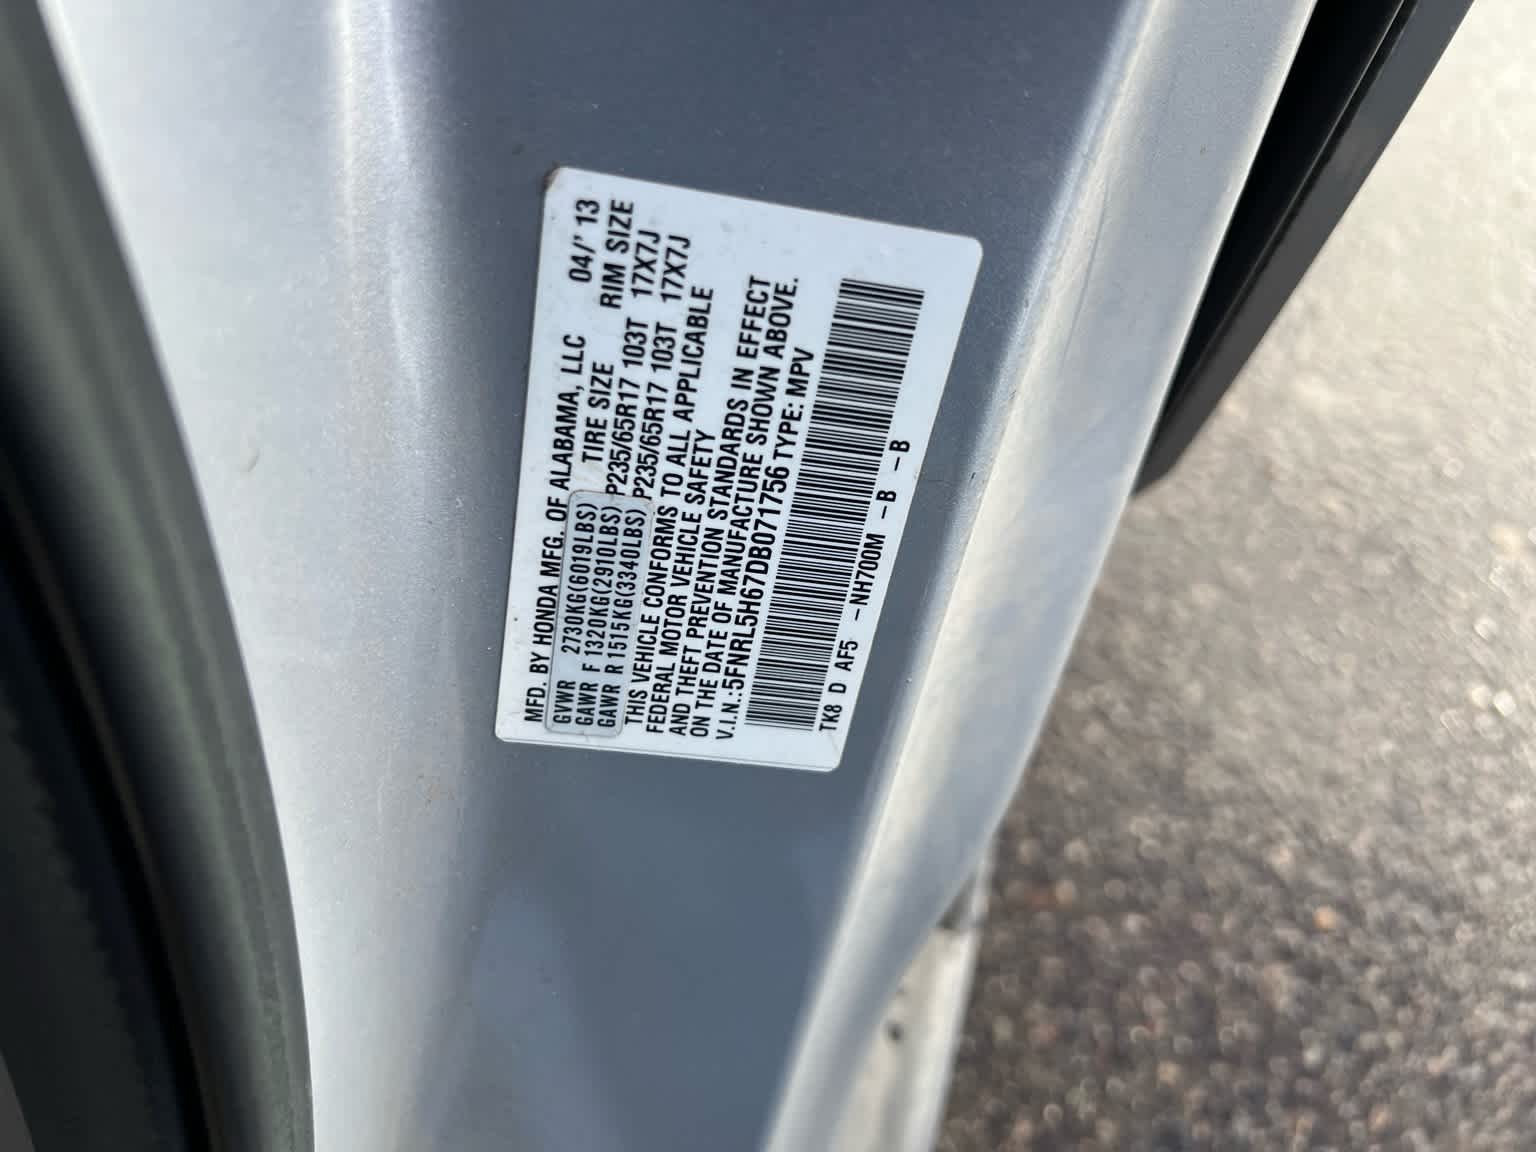 MFD. BY HONDA MFG. OF ALABAMA, LLC 04/' 13
TIRE SIZE RIM SIZE
GVWR 2730KG(6019LBS)
GAWR F 1320KG(2910LBS) P235/65R17 103T 17X7J
GAWR R 1515KG(3340LBS) P235/65R17 103T 17X7J
THIS VEHICLE CONFORMS TO ALL APPLICABLE
FEDERAL MOTOR VEHICLE SAFETY
AND THEFT PREVENTION STANDARDS IN EFFECT
ON THE DATE OF MANUFACTURE SHOWN ABOVE.
V.I.N.:5FNRL5H67DB071756 TYPE: MPV
TK8 D AF5 -NH700M -B -B